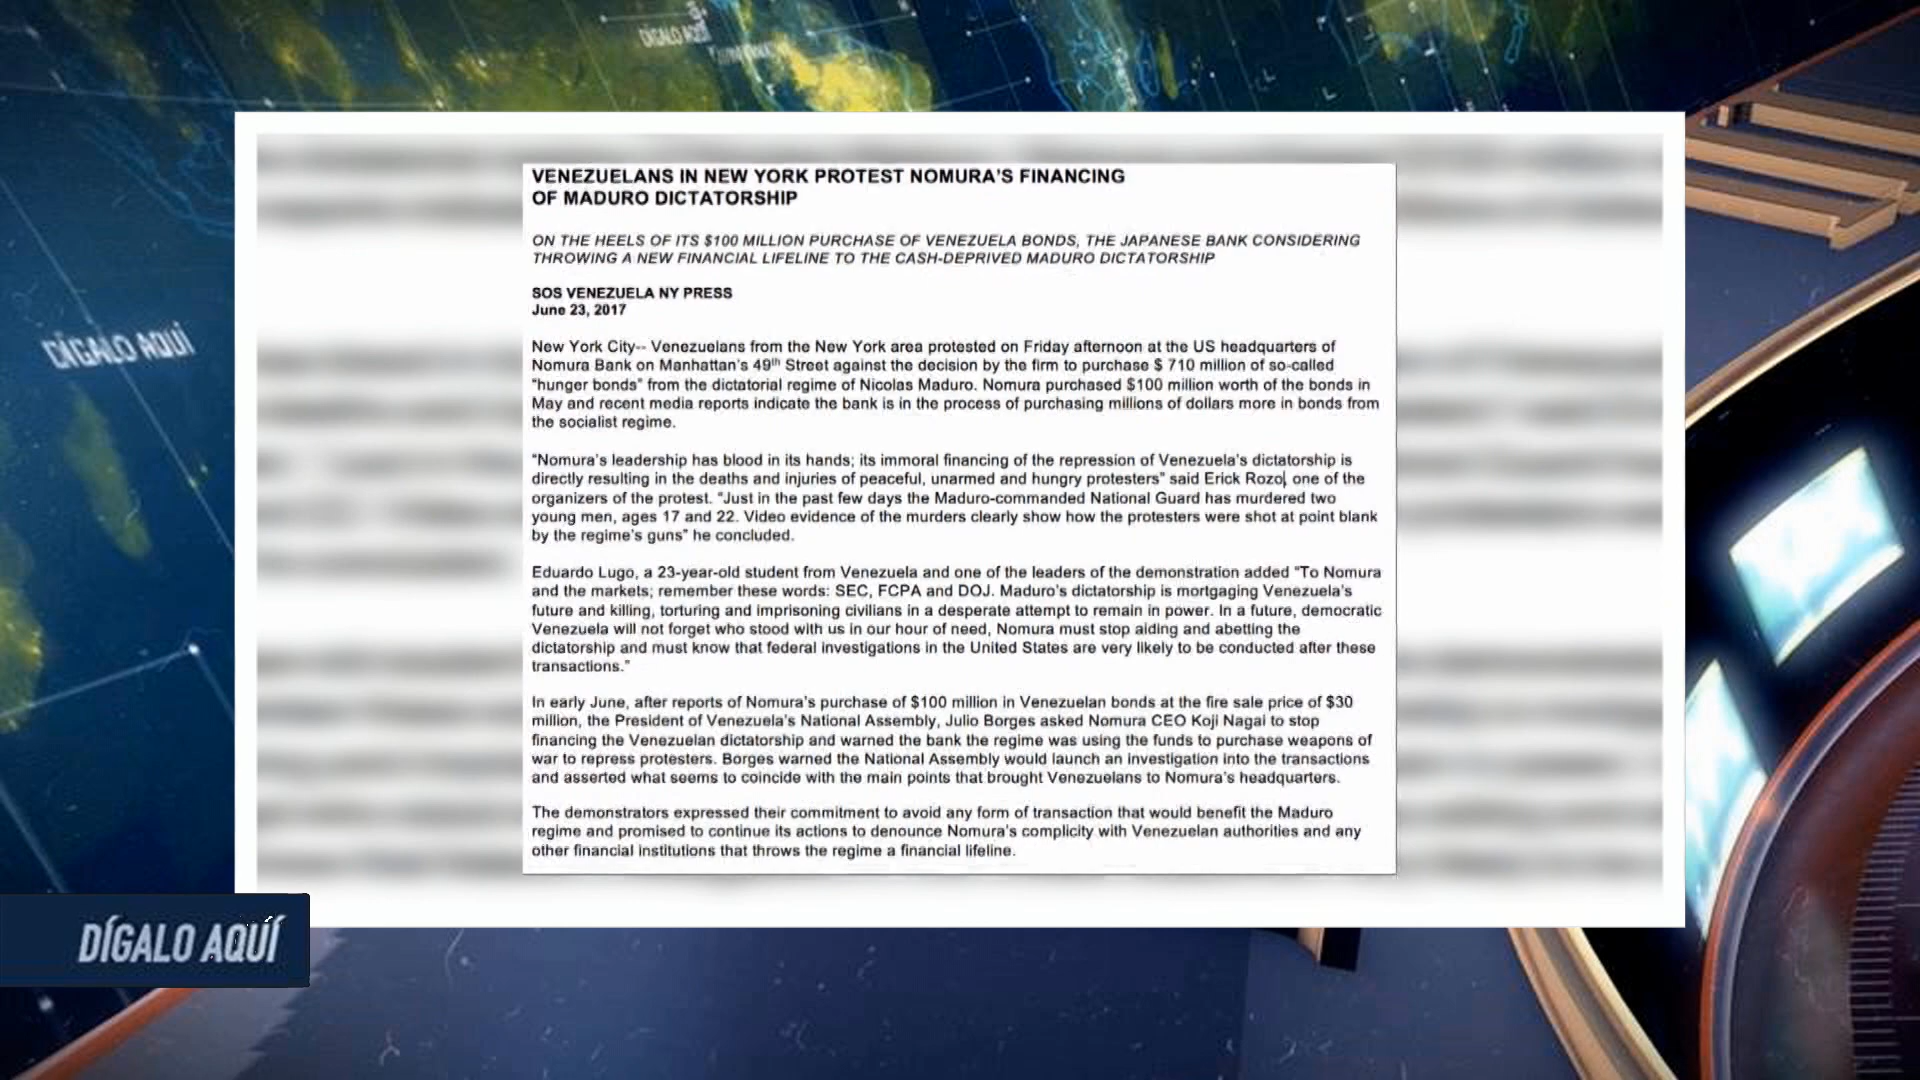 DÍGALO AQUÍ
VENEZUELANS IN NEW YORK PROTEST NOMURA'S FINANCING
OF MADURO DICTATORSHIP
ON THE HEELS OF ITS $100 MILLION PURCHASE OF VENEZUELA BONDS, THE JAPANESE BANK CONSIDERING
THROWING A NEW FINANCIAL LIFELINE TO THE CASH-DEPRIVED MADURO DICTATORSHIP
SOS VENEZUELA NY PRESS
June 23, 2017
New York City-- Venezuelans from the New York area protested on Friday afternoon at the US headquarters of
Nomura Bank on Manhattan's 49th Street against the decision by the firm to purchase $ 710 million of so-called
"hunger bonds" from the dictatorial regime of Nicolas Maduro. Nomura purchased $100 million worth of the bonds in
May and recent media reports indicate the bank is in the process of purchasing millions of dollars more in bonds from
the socialist regime.
"Nomura's leadership has blood in its hands; its immoral financing of the repression of Venezuela's dictatorship is
directly resulting in the deaths and injuries of peaceful, unarmed and hungry protesters" said Erick Rozo, one of the
organizers of the protest. "Just in the past few days the Maduro-commanded National Guard has murdered two
young men, ages 17 and 22. Video evidence of the murders clearly show how the protesters were shot at point blank
by the regime's guns" he concluded.
Eduardo Lugo, a 23-year-old student from Venezuela and one of the leaders of the demonstration added "To Nomura
and the markets; remember these words: SEC, FCPA and DOJ. Maduro's dictatorship is mortgaging Venezuela's
future and killing, torturing and imprisoning civilians in a desperate attempt to remain in power. In a future, democratic
Venezuela will not forget who stood with us in our hour of need, Nomura must stop aiding and abetting the
dictatorship and must know that federal investigations in the United States are very likely to be conducted after these
transactions."
In early June, after reports of Nomura's purchase of $100 million in Venezuelan bonds at the fire sale price of $30
million, the President of Venezuela's National Assembly, Julio Borges asked Nomura CEO Koji Nagai to stop
financing the Venezuelan dictatorship and warned the bank the regime was using the funds to purchase weapons of
war to repress protesters. Borges warned the National Assembly would launch an investigation into the transactions
and asserted what seems to coincide with the main points that brought Venezuelans to Nomura's headquarters.
The demonstrators expressed their commitment to avoid any form of transaction that would benefit the Maduro
regime and promised to continue its actions to denounce Nomura's complicity with Venezuelan authorities and any
other financial institutions that throws the regime a financial lifeline.
DÍGALO AQUÍ
DÍGALO AQUÍ